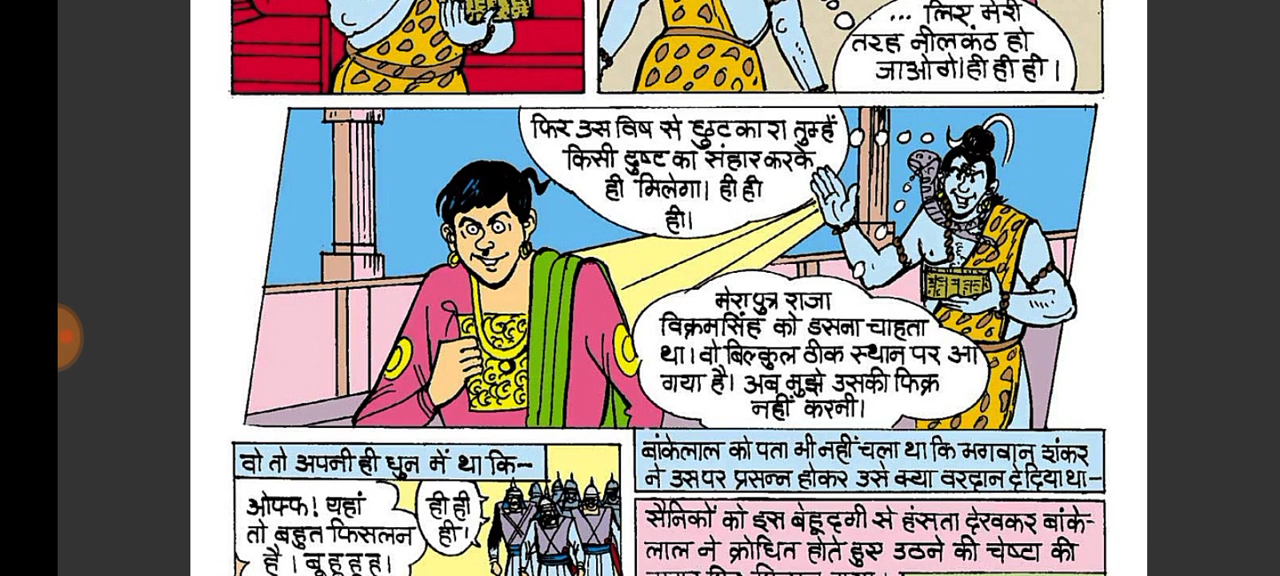 ... लिए मेरी
तरह नीलकंठ हो
जाओगे। ही ही ही।
फिर उस विष से छुटकारा तुम्हें
किसी दुष्ट का संहार करके
ही मिलेगा। ही ही
ही।
मेरा पुत्र राजा
विक्रमसिंह को डसना चाहता
था। वो बिल्कुल ठीक स्थान पर आ
गया है। अब मुझे उसकी फिक्र
नहीं करनी।
वो तो अपनी ही धुन में था कि—
ओफ्फ! यहां
तो बहुत फिसलन
है। बू हू हू हू।
ही ही
ही।
बांकेलाल को पता भी नहीं चला था कि भगवान शंकर
ने उसपर प्रसन्न होकर उसे क्या वरदान दे दिया था—
सैनिकों को इस बेहूदगी से हंसता देखकर बांके-
लाल ने क्रोधित होते हुए उठने की चेष्टा की